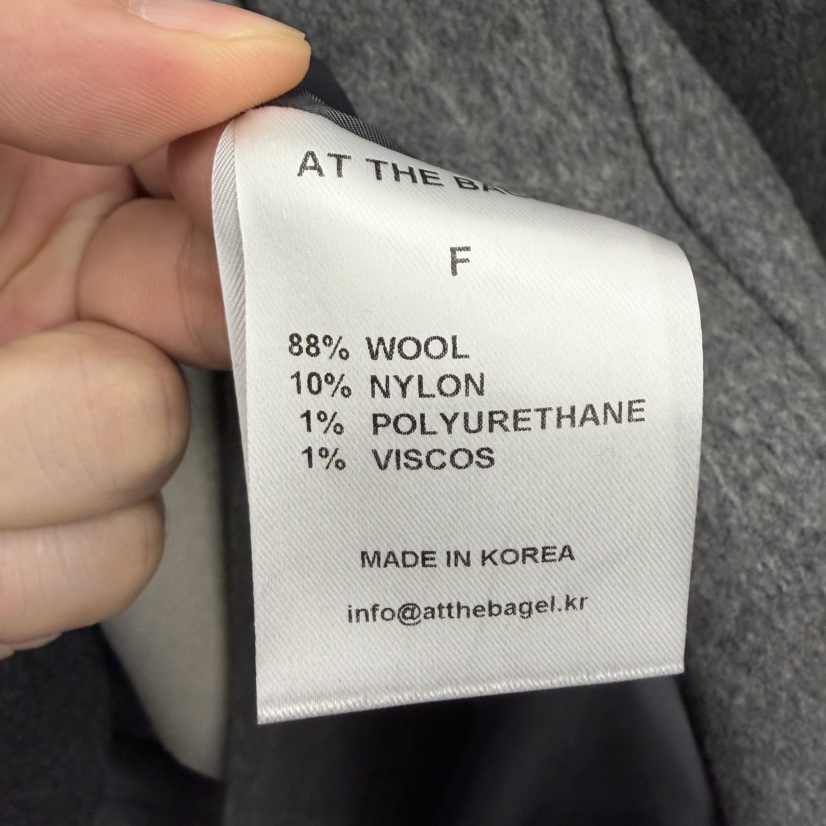 AT THE
F
88% WOOL
10% NYLON
1% POLYURETHANE
1% VISCOS
MADE IN KOREA
info@atthebagel.kr